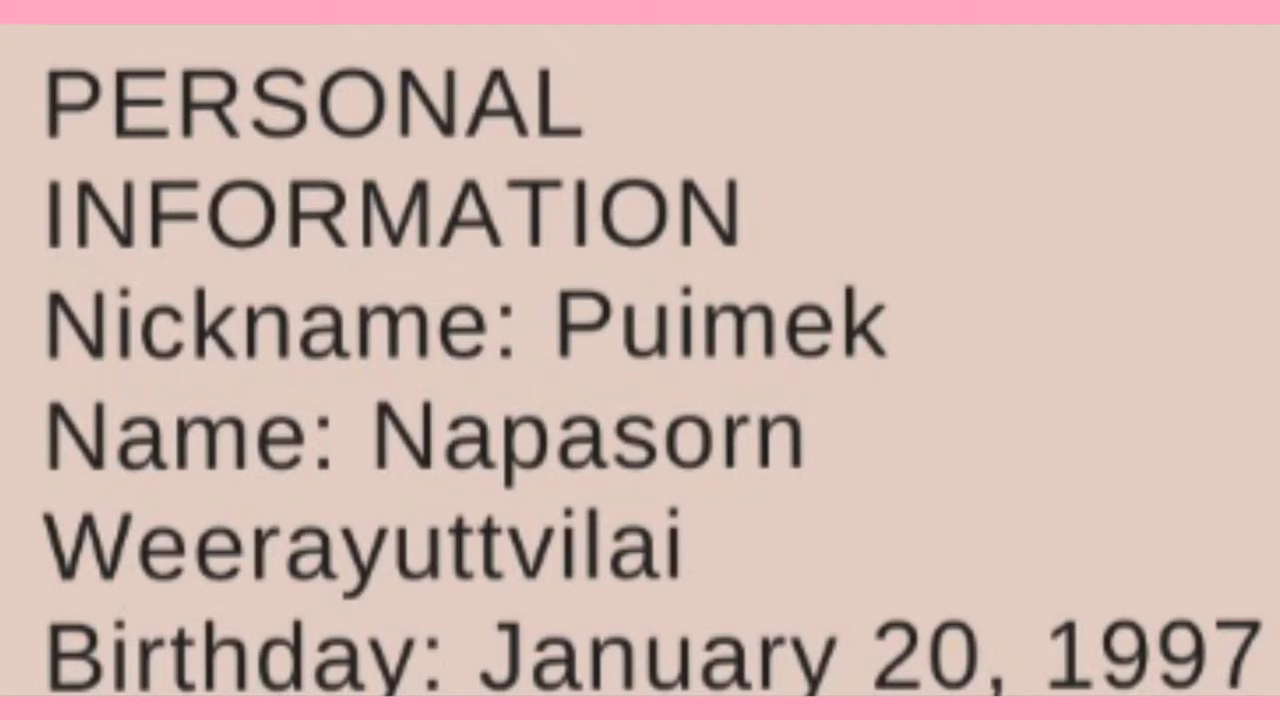 PERSONAL
INFORMATION
Nickname: Puimek
Name: Napasorn
Weerayuttvilai
Birthday: January 20, 1997